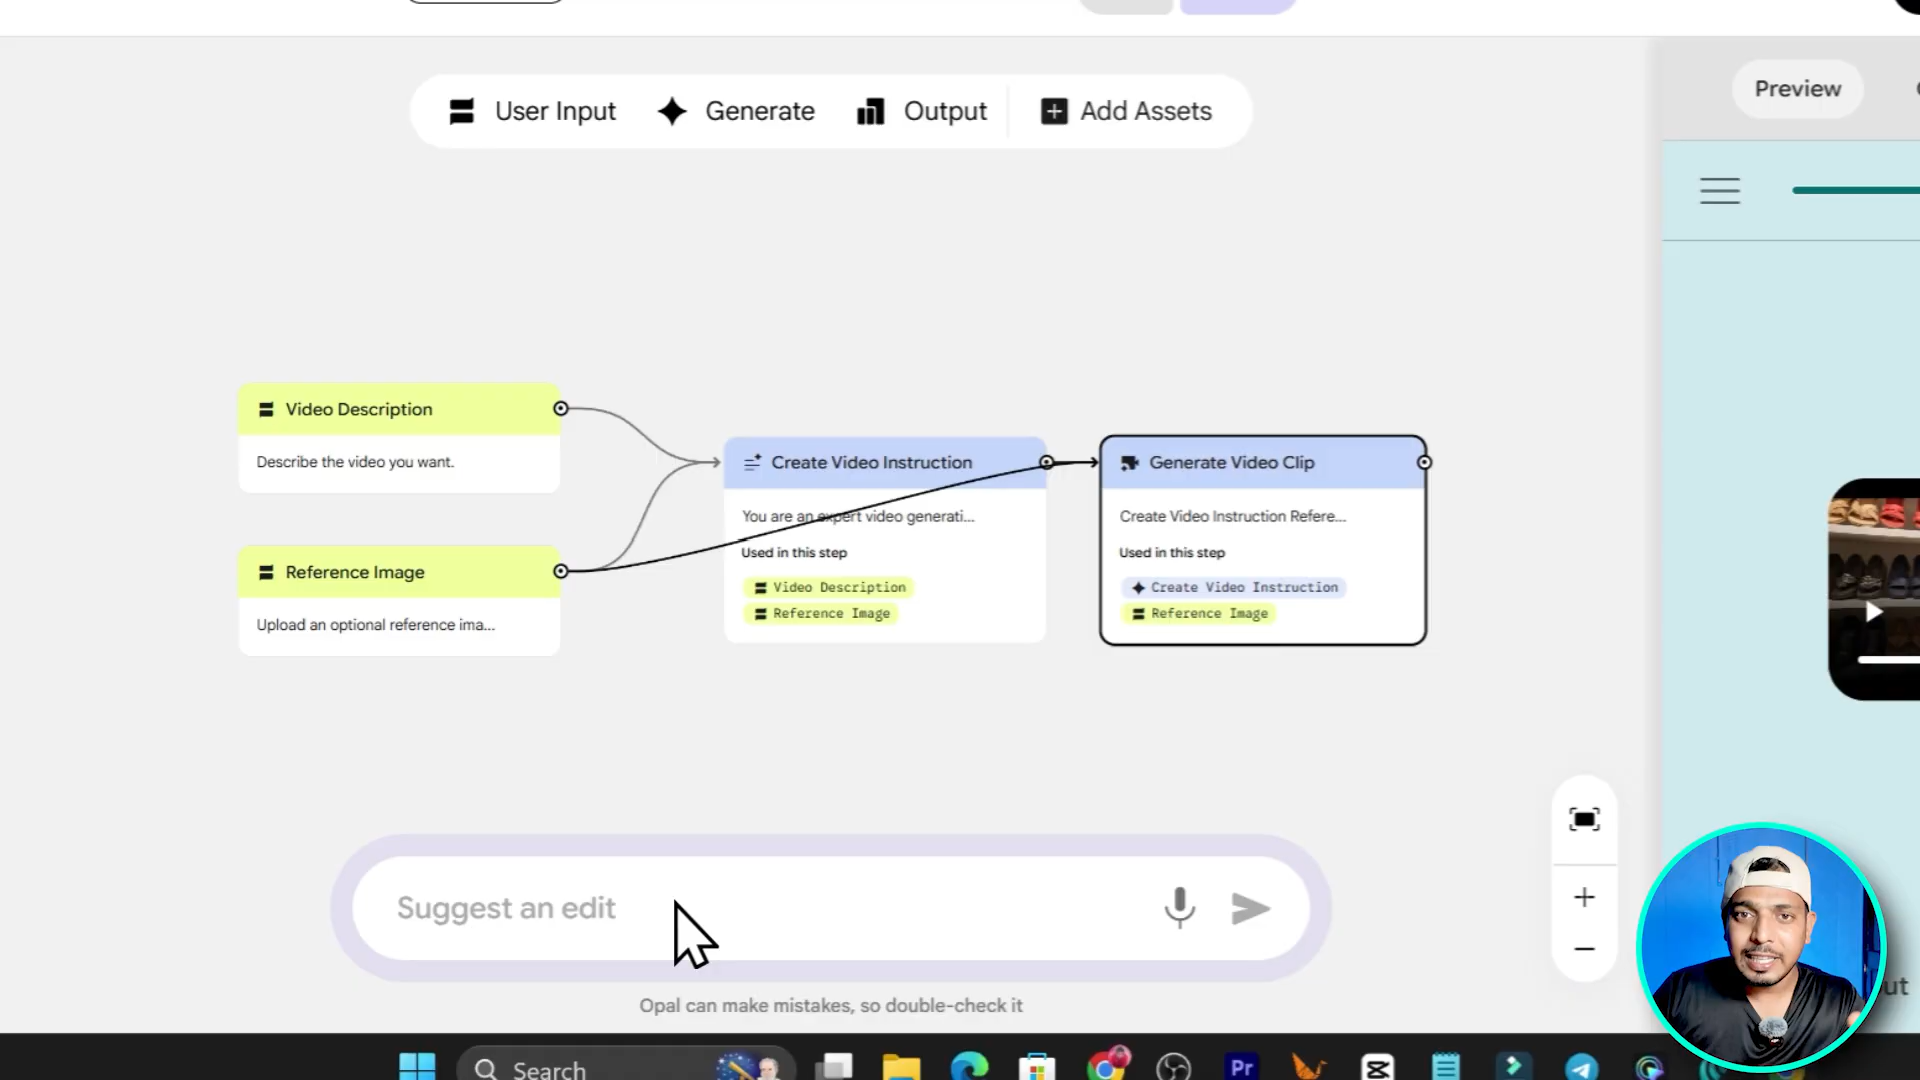 User Input
Generate
Output
Add Assets
Preview
Video Description
Describe the video you want.
Reference Image
Upload an optional reference ima...
Create Video Instruction
You are an expert video generati...
Used in this step
Video Description
Reference Image
Generate Video Clip
Create Video Instruction Refere...
Used in this step
Create Video Instruction
Reference Image
Suggest an edit
Opal can make mistakes, so double-check it
Search
Pr